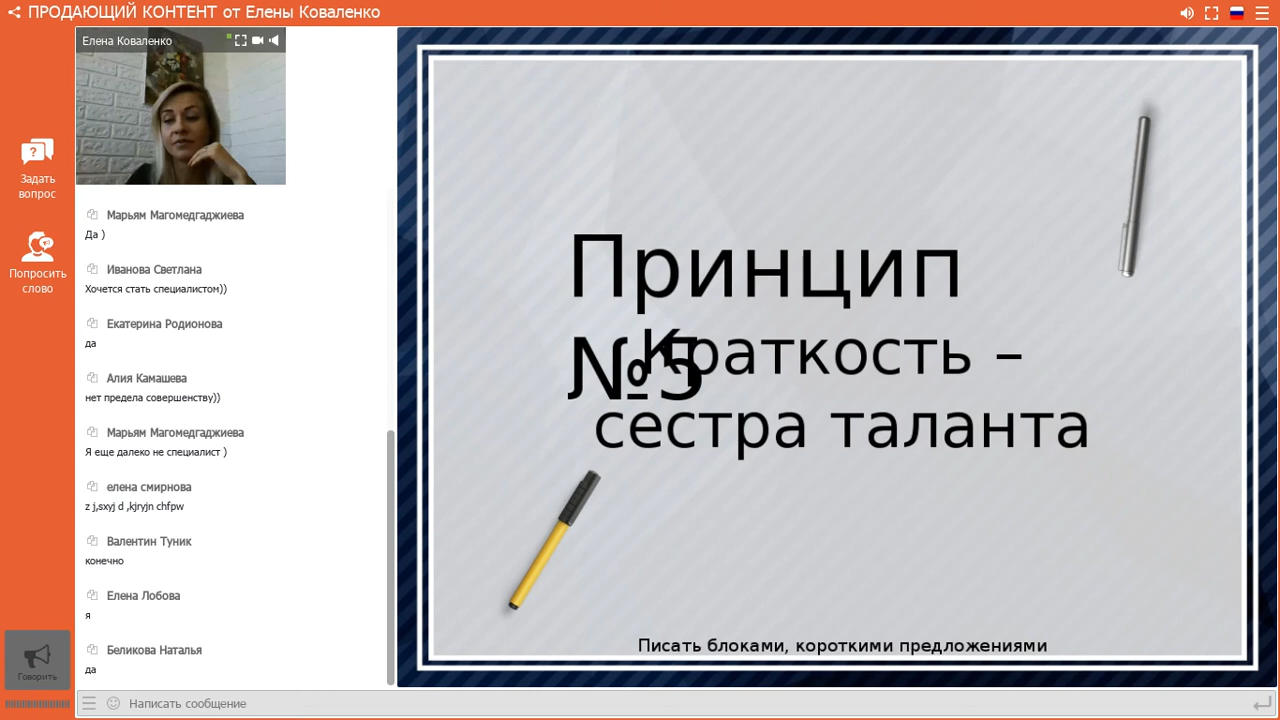 ПРОДАЮЩИЙ КОНТЕНТ от Елены Коваленко
Елена Коваленко
Задать
вопрос
Попросить
слово
Говорить
Марьям Магомедгаджиева
Да )
Иванова Светлана
Хочется стать специалистом))
Екатерина Родионова
да
Алия Камашева
нет предела совершенству))
Марьям Магомедгаджиева
Я еще далеко не специалист )
елена смирнова
z j,sxyj d ,kjryjn chfpw
Валентин Туник
конечно
Елена Лобова
я
Беликова Наталья
да
Написать сообщение
Принцип
№5
Краткость –
сестра таланта
Писать блоками, короткими предложениями